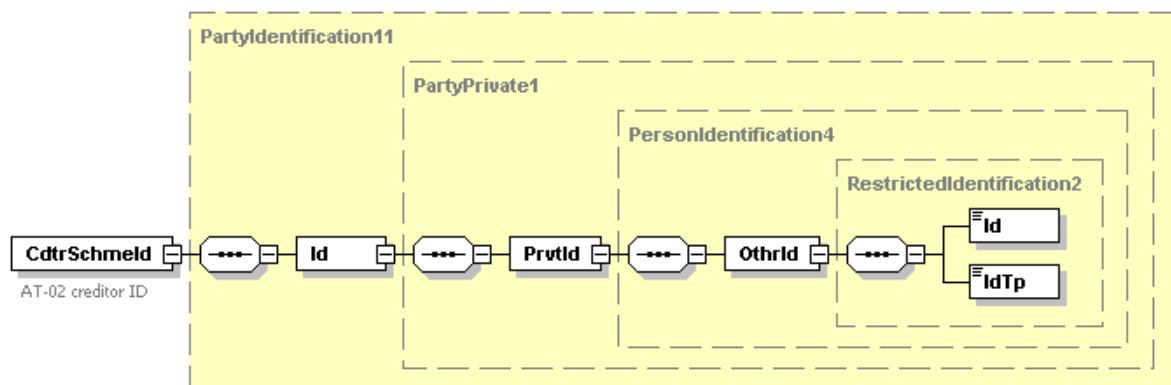 PartyIdentification11
PartyPrivate1
PersonIdentification4
RestrictedIdentification2
Id
CdtrSchmeId
Id
PrvtId
OthrId
IdTp
AT-02 creditor ID